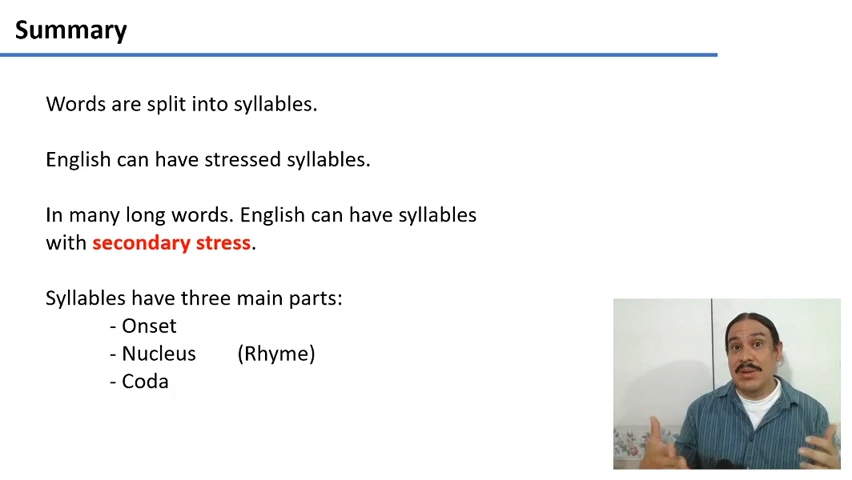 Summary
Words are split into syllables.
English can have stressed syllables.
In many long words. English can have syllables
with secondary stress.
Syllables have three main parts:
- Onset
- Nucleus (Rhyme)
- Coda